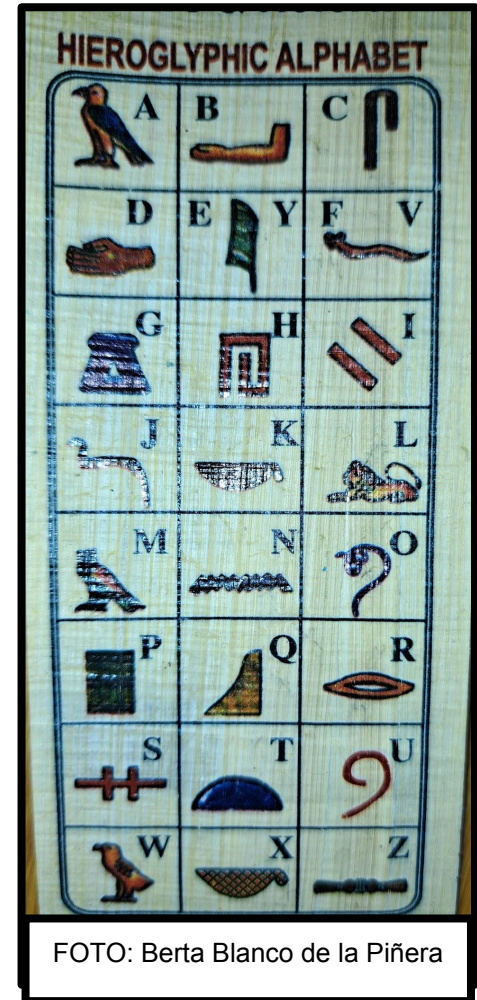 HIEROGLYPHIC ALPHABET
A B C
D E Y F V
G H I
J K L
M N O
P Q R
S T U
W X Z
FOTO: Berta Blanco de la Piñera